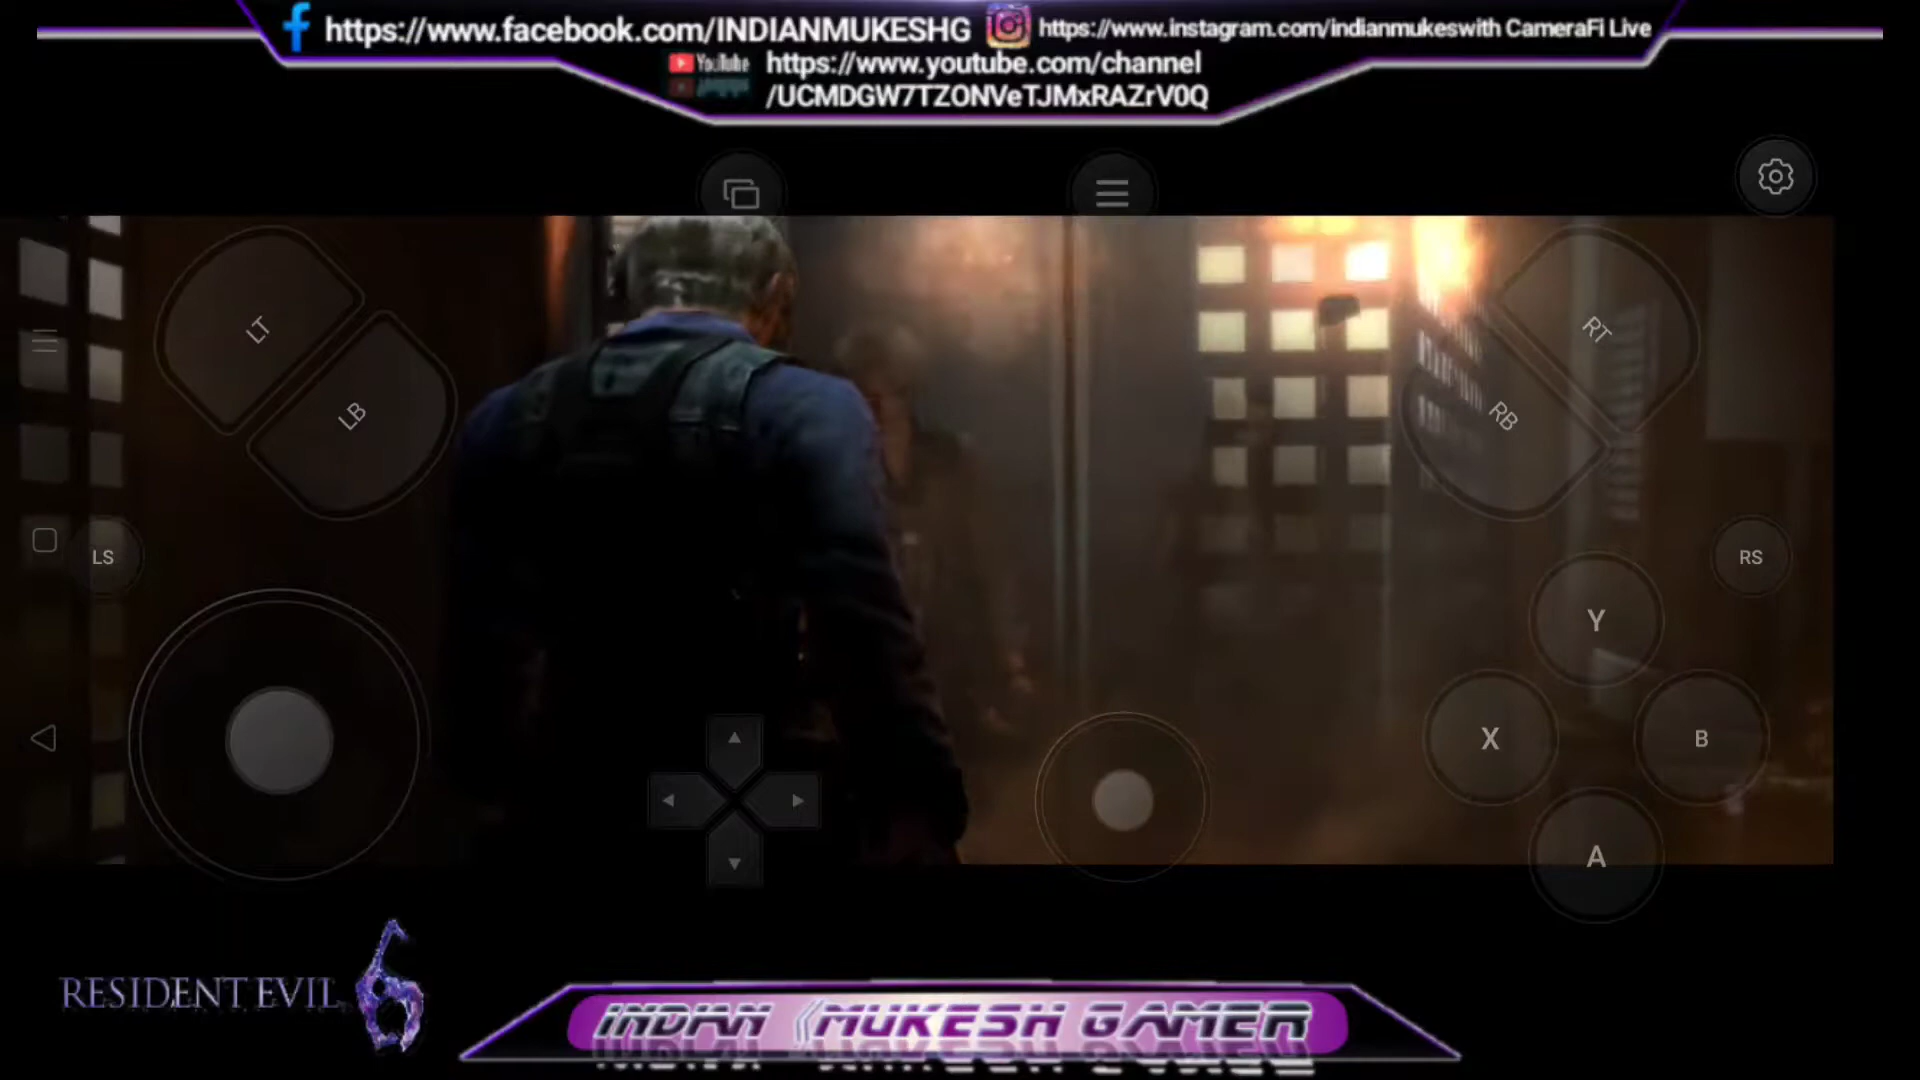 https://www.facebook.com/INDIANMUKESHG https://www.instagram.com/indianmukeswith CameraFi Live
YouTube https://www.youtube.com/channel
/UCMDGW7TZONVeTJMxRAZrV0Q
LT
RT
LB
RB
LS
RS
Y
X
B
A
RESIDENT EVIL 6
INDIAN 《MUKESH GAMER